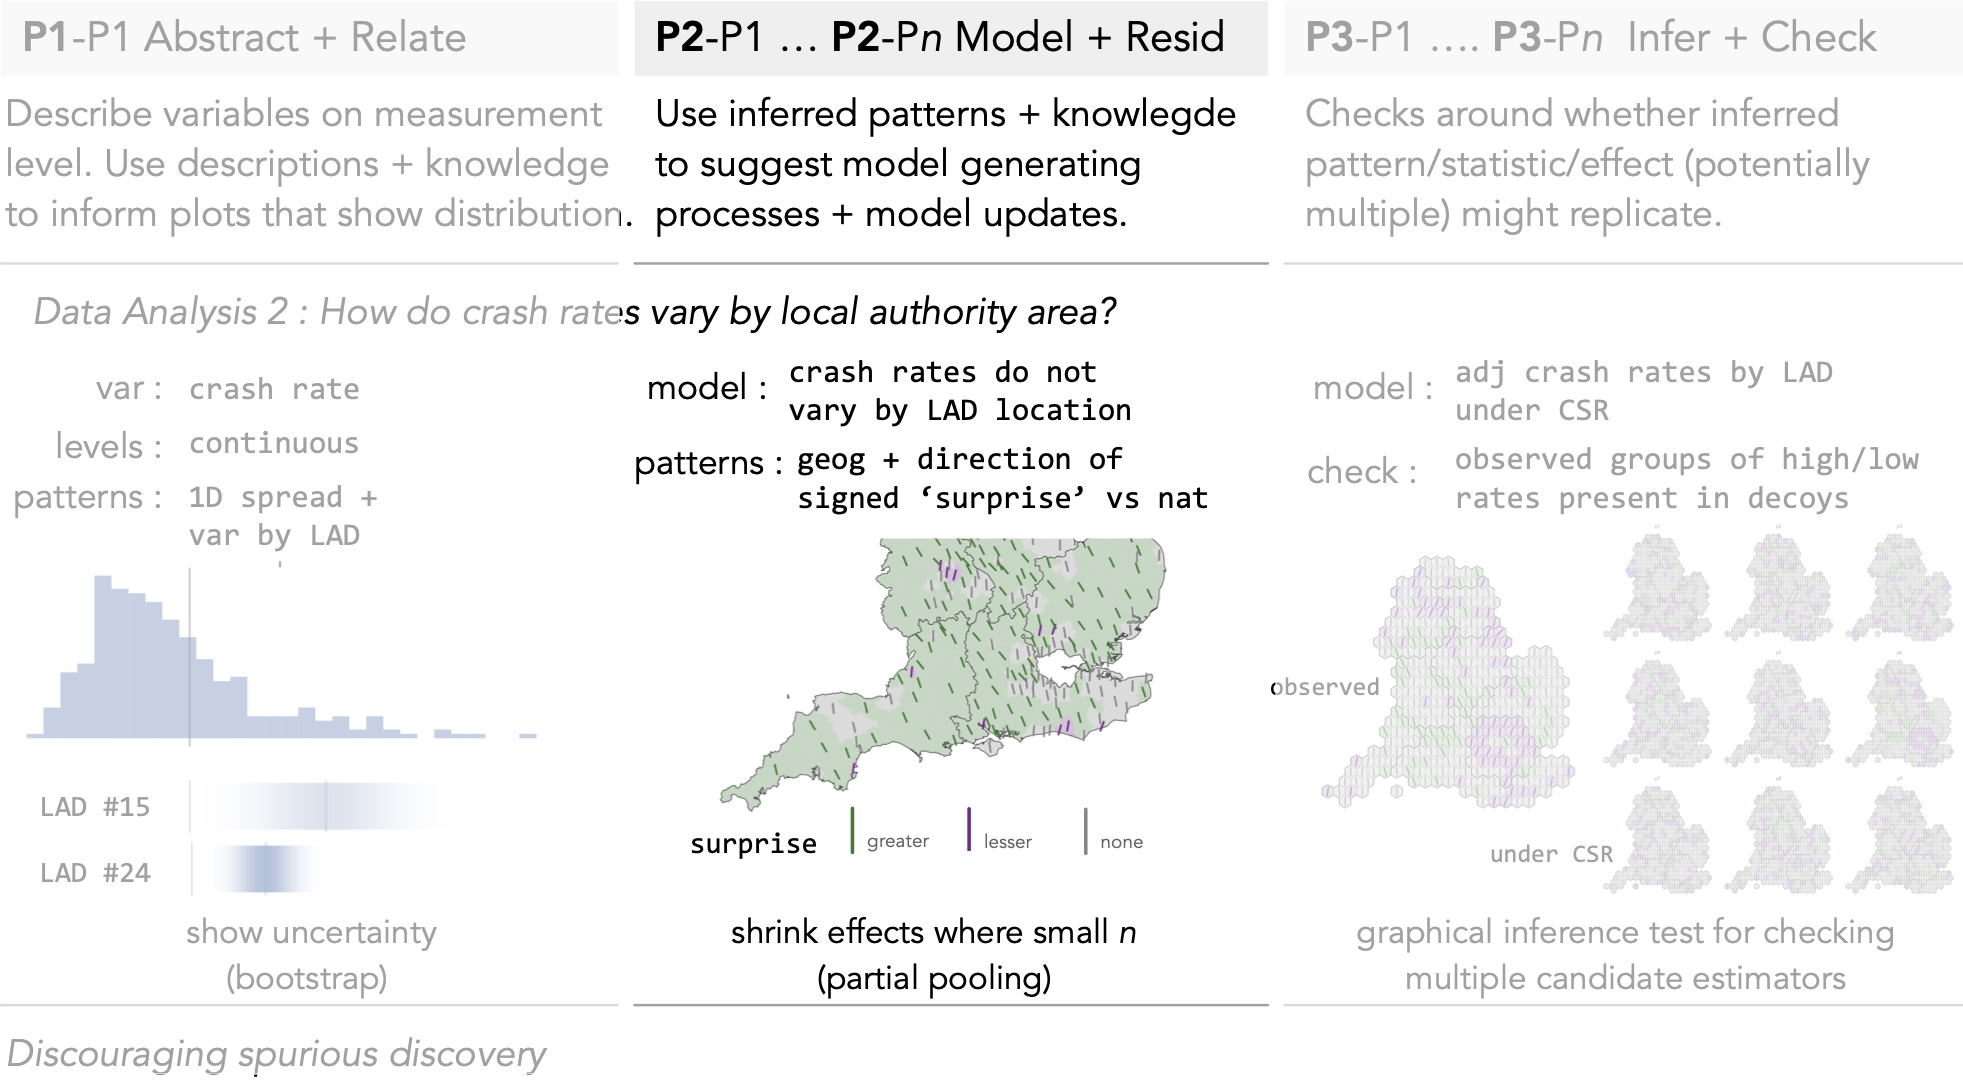 P1-P1 Abstract + Relate
Describe variables on measurement
level. Use descriptions + knowledge
to inform plots that show distribution.
P2-P1 ... P2-Pn Model + Resid
Use inferred patterns + knowlegde
to suggest model generating
processes + model updates.
P3-P1 .... P3-Pn Infer + Check
Checks around whether inferred
pattern/statistic/effect (potentially
multiple) might replicate.
Data Analysis 2 : How do crash rates vary by local authority area?
var : crash rate
levels : continuous
patterns : 1D spread +
var by LAD
LAD #15
LAD #24
show uncertainty
(bootstrap)
model : crash rates do not
vary by LAD location
patterns : geog + direction of
signed ‘surprise’ vs nat
surprise greater lesser none
shrink effects where small n
(partial pooling)
model : adj crash rates by LAD
under CSR
check : observed groups of high/low
rates present in decoys
observed
under CSR
graphical inference test for checking
multiple candidate estimators
Discouraging spurious discovery